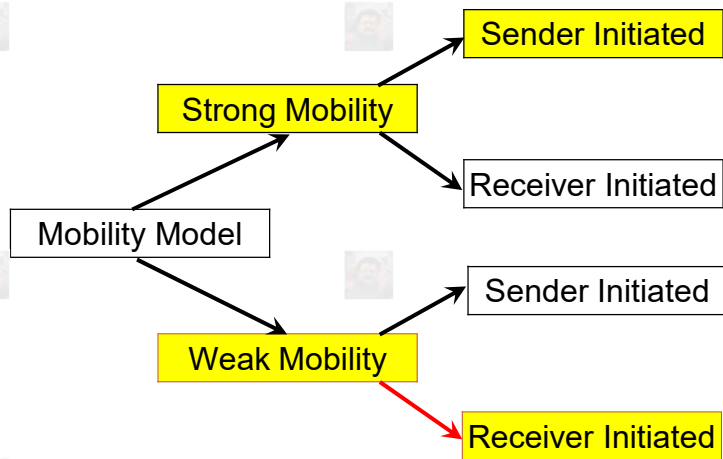 Sender Initiated
Strong Mobility
Receiver Initiated
Mobility Model
Sender Initiated
Weak Mobility
Receiver Initiated